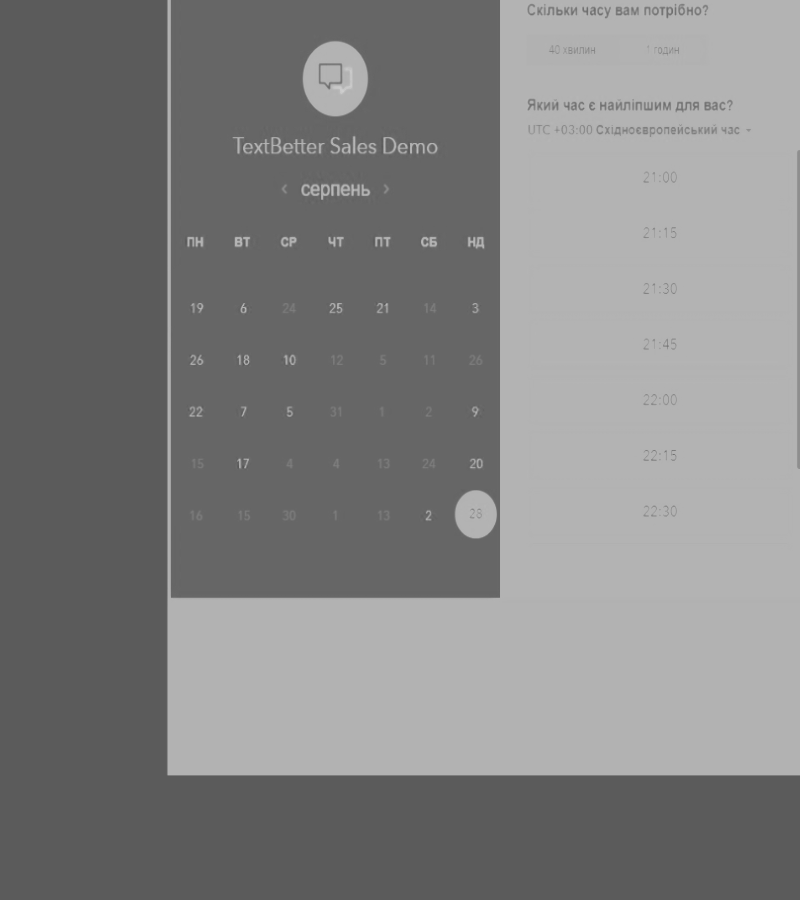 TextBetter Sales Demo
‹ серпень ›
ПН ВТ СР ЧТ ПТ СБ НД
19 6 24 25 21 14 3
26 18 10 12 5 11 26
22 7 5 31 1 2 9
15 17 4 4 13 24 20
16 15 30 1 13 2 28
Скільки часу вам потрібно?
40 хвилин 1 годин
Який час є найліпшим для вас?
UTC +03:00 Східноєвропейський час
21:00
21:15
21:30
21:45
22:00
22:15
22:30